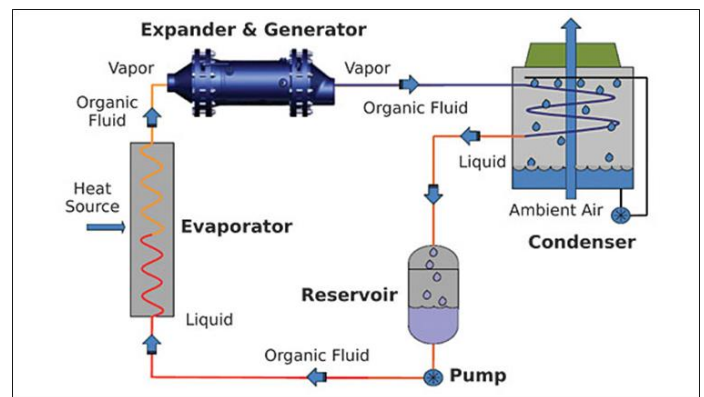 Expander & Generator
Vapor
Vapor
Organic
Fluid
Organic Fluid
Liquid
Heat
Source
Ambient Air
Evaporator
Condenser
Reservoir
Liquid
Organic Fluid
Pump